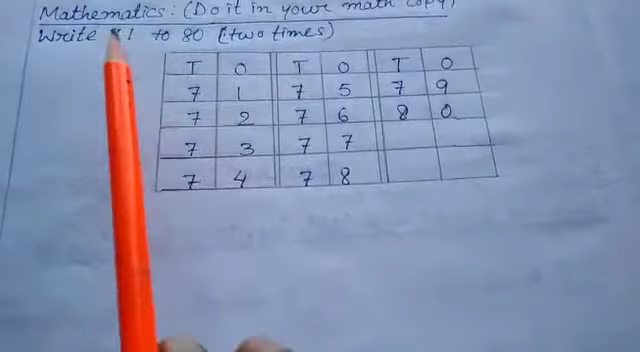 Mathematics: (Do it in your math copy)
Write 71 to 80 (two times)
T O T O T O
7 1 7 5 7 9
7 2 7 6 8 0
7 3 7 7
7 4 7 8